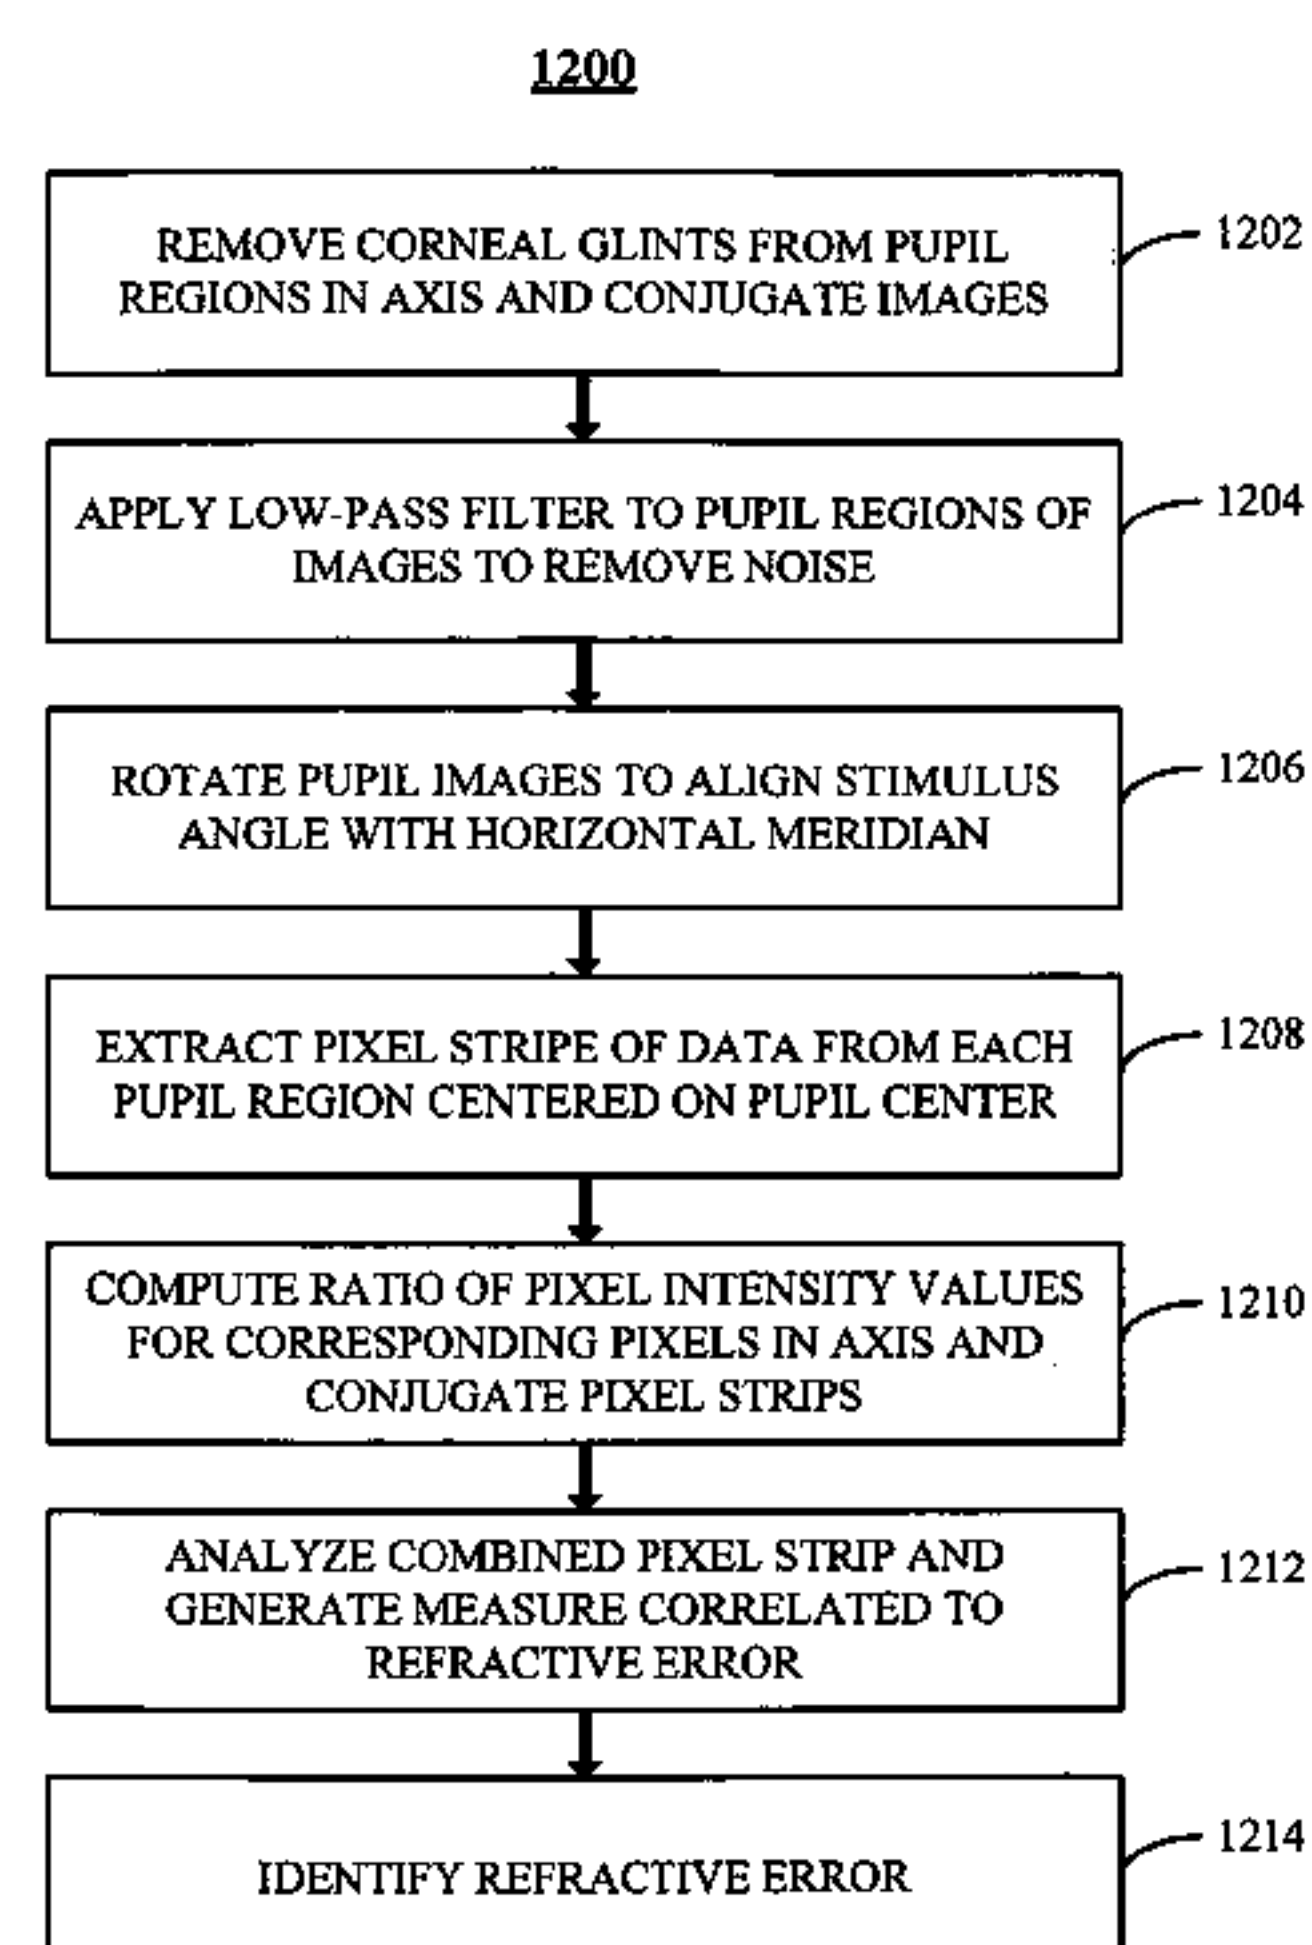 1200
REMOVE CORNEAL GLINTS FROM PUPIL
REGIONS IN AXIS AND CONJUGATE IMAGES
1202
APPLY LOW-PASS FILTER TO PUPIL REGIONS OF
IMAGES TO REMOVE NOISE
1204
ROTATE PUPIL IMAGES TO ALIGN STIMULUS
ANGLE WITH HORIZONTAL MERIDIAN
1206
EXTRACT PIXEL STRIPE OF DATA FROM EACH
PUPIL REGION CENTERED ON PUPIL CENTER
1208
COMPUTE RATIO OF PIXEL INTENSITY VALUES
FOR CORRESPONDING PIXELS IN AXIS AND
CONJUGATE PIXEL STRIPS
1210
ANALYZE COMBINED PIXEL STRIP AND
GENERATE MEASURE CORRELATED TO
REFRACTIVE ERROR
1212
IDENTIFY REFRACTIVE ERROR
1214